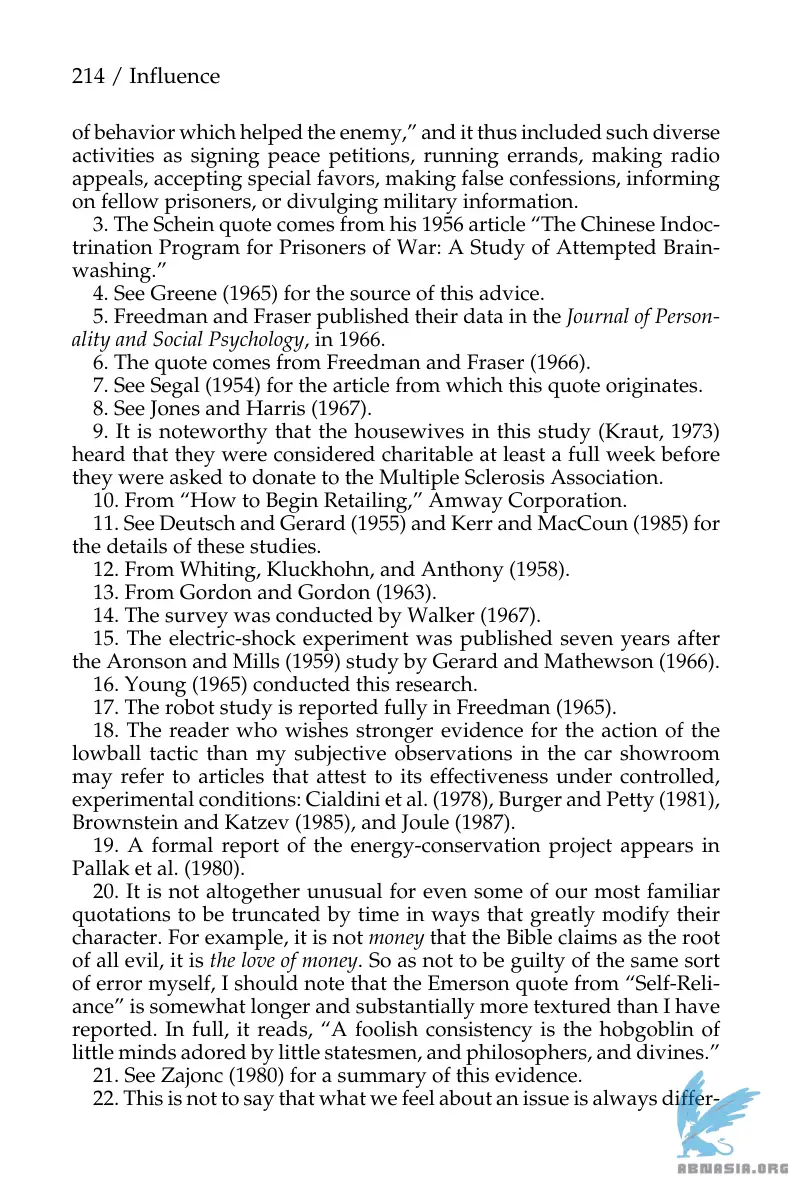 214 / Influence
of behavior which helped the enemy,” and it thus included such diverse
activities as signing peace petitions, running errands, making radio
appeals, accepting special favors, making false confessions, informing
on fellow prisoners, or divulging military information.
3. The Schein quote comes from his 1956 article “The Chinese Indoc-
trination Program for Prisoners of War: A Study of Attempted Brain-
washing.”
4. See Greene (1965) for the source of this advice.
5. Freedman and Fraser published their data in the Journal of Person-
ality and Social Psychology, in 1966.
6. The quote comes from Freedman and Fraser (1966).
7. See Segal (1954) for the article from which this quote originates.
8. See Jones and Harris (1967).
9. It is noteworthy that the housewives in this study (Kraut, 1973)
heard that they were considered charitable at least a full week before
they were asked to donate to the Multiple Sclerosis Association.
10. From “How to Begin Retailing,” Amway Corporation.
11. See Deutsch and Gerard (1955) and Kerr and MacCoun (1985) for
the details of these studies.
12. From Whiting, Kluckhohn, and Anthony (1958).
13. From Gordon and Gordon (1963).
14. The survey was conducted by Walker (1967).
15. The electric-shock experiment was published seven years after
the Aronson and Mills (1959) study by Gerard and Mathewson (1966).
16. Young (1965) conducted this research.
17. The robot study is reported fully in Freedman (1965).
18. The reader who wishes stronger evidence for the action of the
lowball tactic than my subjective observations in the car showroom
may refer to articles that attest to its effectiveness under controlled,
experimental conditions: Cialdini et al. (1978), Burger and Petty (1981),
Brownstein and Katzev (1985), and Joule (1987).
19. A formal report of the energy-conservation project appears in
Pallak et al. (1980).
20. It is not altogether unusual for even some of our most familiar
quotations to be truncated by time in ways that greatly modify their
character. For example, it is not money that the Bible claims as the root
of all evil, it is the love of money. So as not to be guilty of the same sort
of error myself, I should note that the Emerson quote from “Self-Reli-
ance” is somewhat longer and substantially more textured than I have
reported. In full, it reads, “A foolish consistency is the hobgoblin of
little minds adored by little statesmen, and philosophers, and divines.”
21. See Zajonc (1980) for a summary of this evidence.
22. This is not to say that what we feel about an issue is always differ-
ABNASIA.ORG